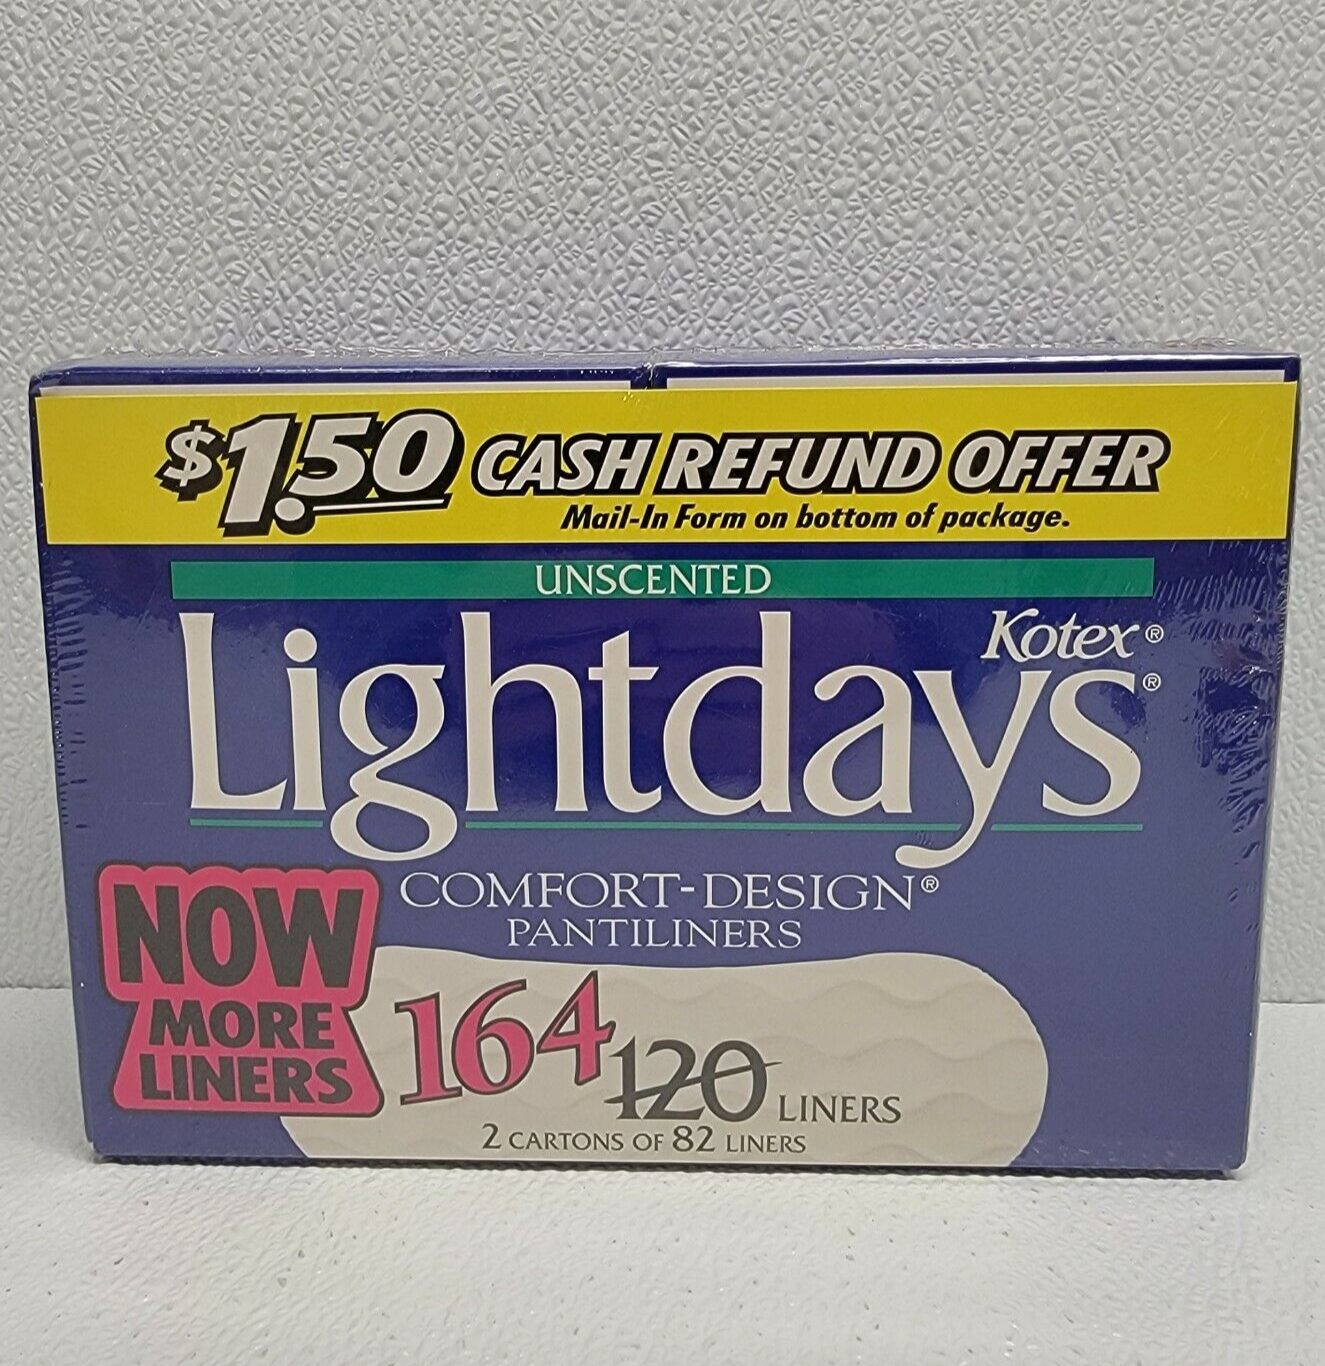 $1.50 CASH REFUND OFFER
Mail-In Form on bottom of package.
UNSCENTED
Kotex®
Lightdays®
COMFORT-DESIGN®
PANTILINERS
NOW
MORE
LINERS
164 120 LINERS
2 CARTONS OF 82 LINERS